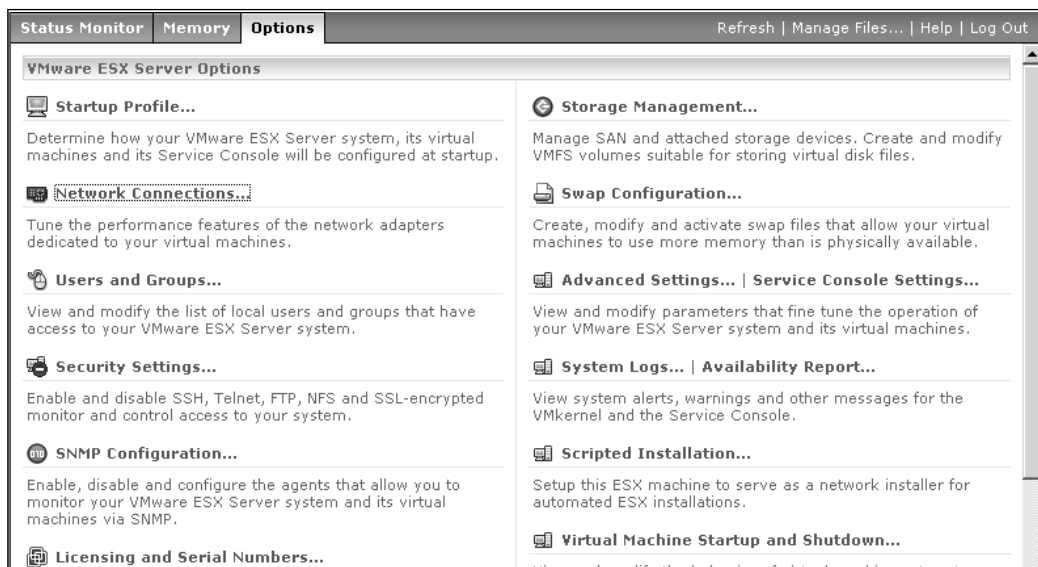 Status Monitor Memory Options Refresh | Manage Files... | Help | Log Out
VMware ESX Server Options
Startup Profile...
Determine how your VMware ESX Server system, its virtual
machines and its Service Console will be configured at startup.
Network Connections...
Tune the performance features of the network adapters
dedicated to your virtual machines.
Users and Groups...
View and modify the list of local users and groups that have
access to your VMware ESX Server system.
Security Settings...
Enable and disable SSH, Telnet, FTP, NFS and SSL-encrypted
monitor and control access to your system.
SNMP Configuration...
Enable, disable and configure the agents that allow you to
monitor your VMware ESX Server system and its virtual
machines via SNMP.
Licensing and Serial Numbers...
Storage Management...
Manage SAN and attached storage devices. Create and modify
VMFS volumes suitable for storing virtual disk files.
Swap Configuration...
Create, modify and activate swap files that allow your virtual
machines to use more memory than is physically available.
Advanced Settings... | Service Console Settings...
View and modify parameters that fine tune the operation of
your VMware ESX Server system and its virtual machines.
System Logs... | Availability Report...
View system alerts, warnings and other messages for the
VMkernel and the Service Console.
Scripted Installation...
Setup this ESX machine to serve as a network installer for
automated ESX installations.
Virtual Machine Startup and Shutdown...